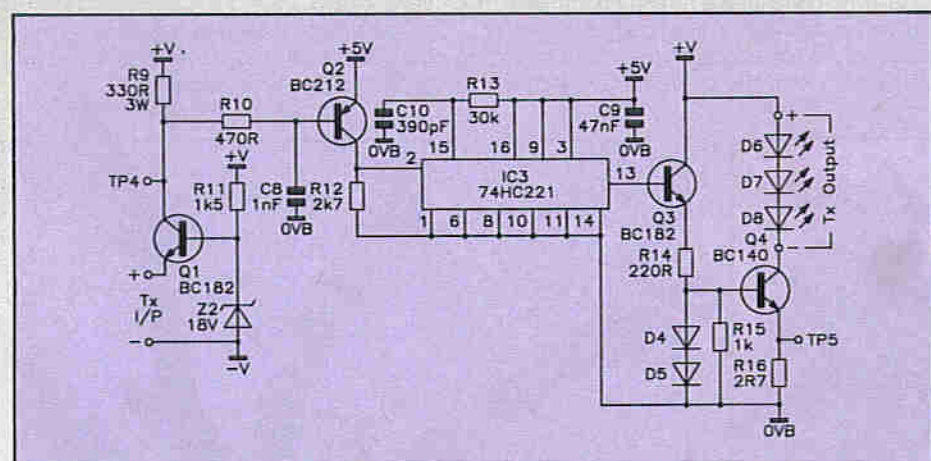 +V
R9
330R
3W
R10
470R
+V
TP4
R11
1k5
C8
1nF
0VB
+
Q1
BC182
Tx
I/P
Z2
18V
-
-V
+5V
Q2
BC212
R12
2k7
C10
390pF
0VB
R13
30k
+5V
C9
47nF
0VB
15
16
9
3
2
IC3
74HC221
13
1
6
8
10
11
14
+V
Q3
BC182
R14
220R
D4
D5
R15
1k
+
D6
D7
D8
-
Tx Output
Q4
BC140
TP5
R16
2R7
0VB